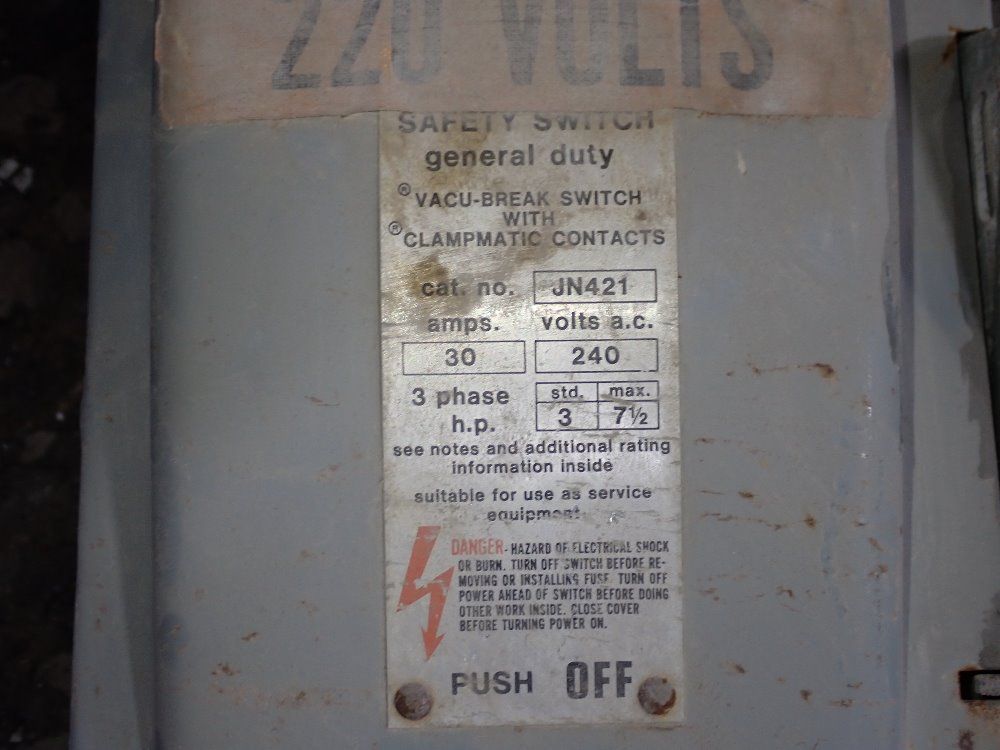 220 VOLTS
SAFETY SWITCH
general duty
® VACU-BREAK SWITCH
WITH
® CLAMPMATIC CONTACTS
cat. no. JN421
amps. volts a.c.
30 240
3 phase std. max.
h.p. 3 7½
see notes and additional rating
information inside
suitable for use as service
equipment
DANGER - HAZARD OF ELECTRICAL SHOCK
OR BURN. TURN OFF SWITCH BEFORE RE-
MOVING OR INSTALLING FUSE. TURN OFF
POWER AHEAD OF SWITCH BEFORE DOING
OTHER WORK INSIDE. CLOSE COVER
BEFORE TURNING POWER ON.
PUSH OFF